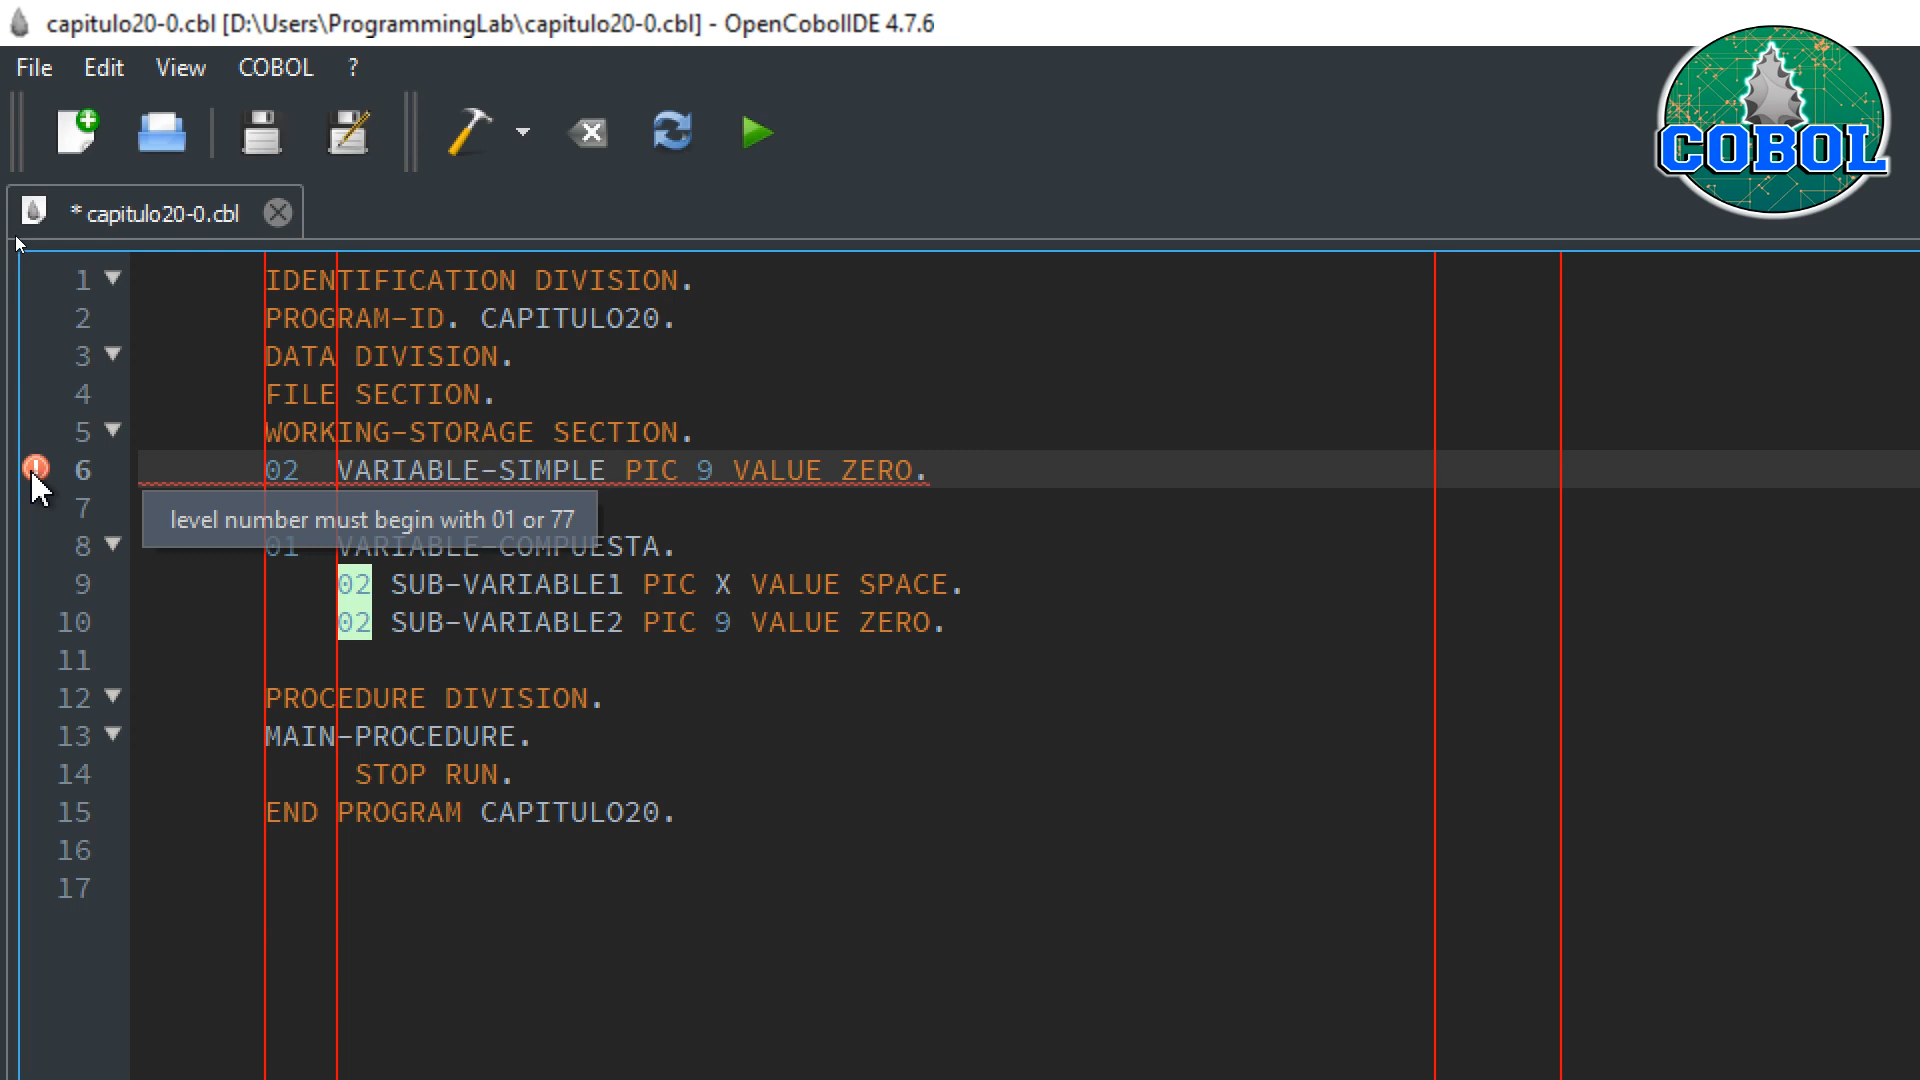 capitulo20-0.cbl [D:\Users\ProgrammingLab\capitulo20-0.cbl] - OpenCobolIDE 4.7.6
File Edit View COBOL ?
COBOL
* capitulo20-0.cbl
1 IDENTIFICATION DIVISION.
2 PROGRAM-ID. CAPITULO20.
3 DATA DIVISION.
4 FILE SECTION.
5 WORKING-STORAGE SECTION.
6 02 VARIABLE-SIMPLE PIC 9 VALUE ZERO.
7
level number must begin with 01 or 77
8 01 VARIABLE-COMPUESTA.
9 02 SUB-VARIABLE1 PIC X VALUE SPACE.
10 02 SUB-VARIABLE2 PIC 9 VALUE ZERO.
11
12 PROCEDURE DIVISION.
13 MAIN-PROCEDURE.
14 STOP RUN.
15 END PROGRAM CAPITULO20.
16
17